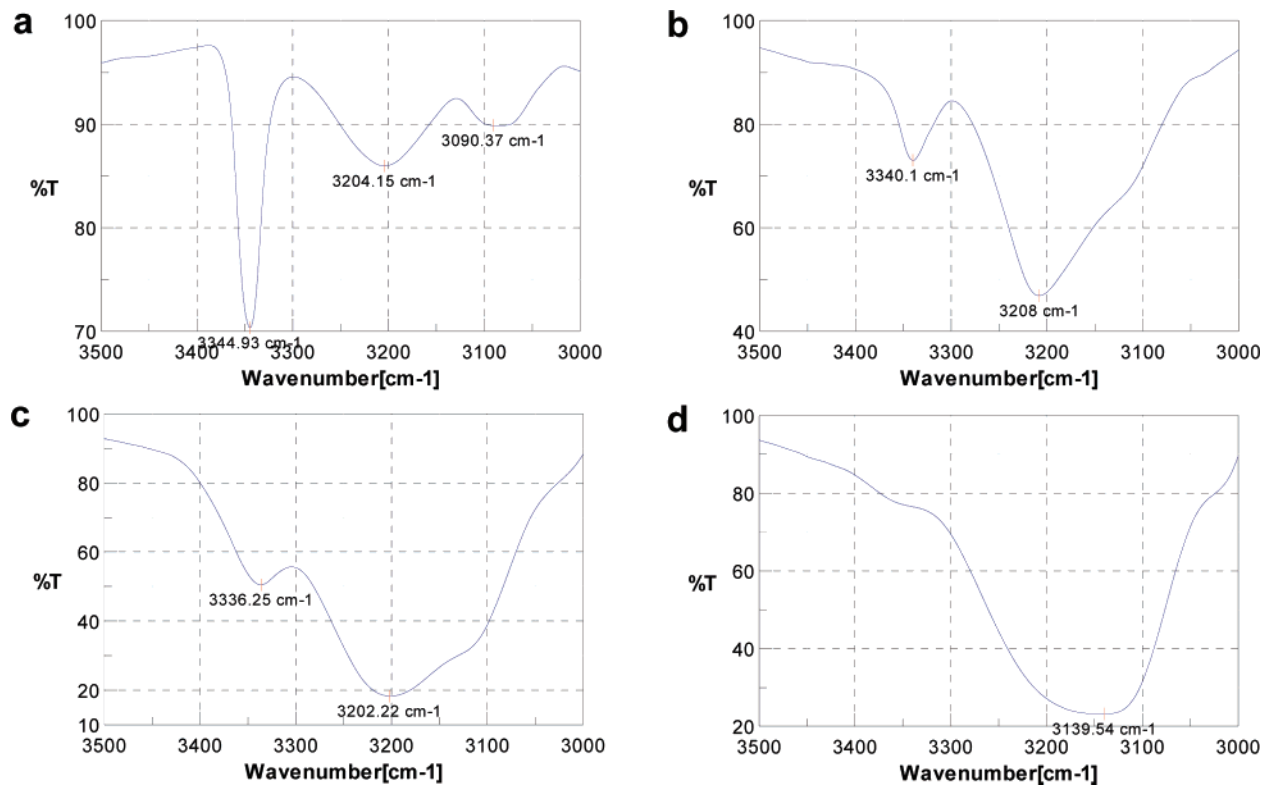 a
100
90
80
70
%T
3344.93 cm-1
3204.15 cm-1
3090.37 cm-1
3500 3400 3300 3200 3100 3000
Wavenumber[cm-1]
b
100
80
60
40
%T
3340.1 cm-1
3208 cm-1
3500 3400 3300 3200 3100 3000
Wavenumber[cm-1]
c
100
80
60
40
20
10
%T
3336.25 cm-1
3202.22 cm-1
3500 3400 3300 3200 3100 3000
Wavenumber[cm-1]
d
100
80
60
40
20
%T
3139.54 cm-1
3500 3400 3300 3200 3100 3000
Wavenumber[cm-1]